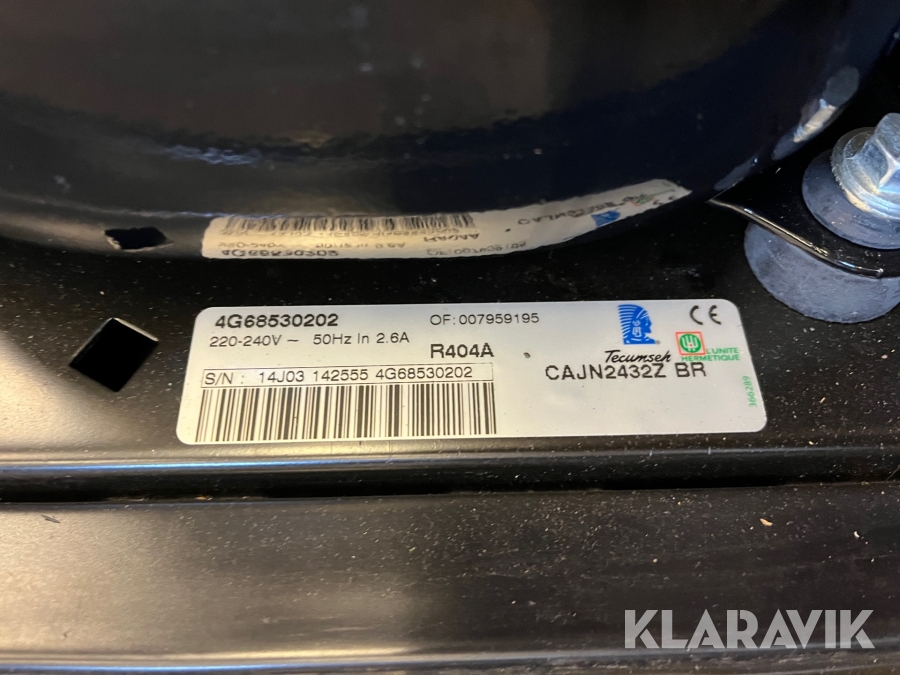 4G68530202 OF: 007959195
220-240V ~ 50Hz In 2.6A
R404A
S/N : 14J03 142555 4G68530202
CE
Tecumseh
L'UNITE
HERMETIQUE
CAJN2432Z BR
366289
KLARAVIK